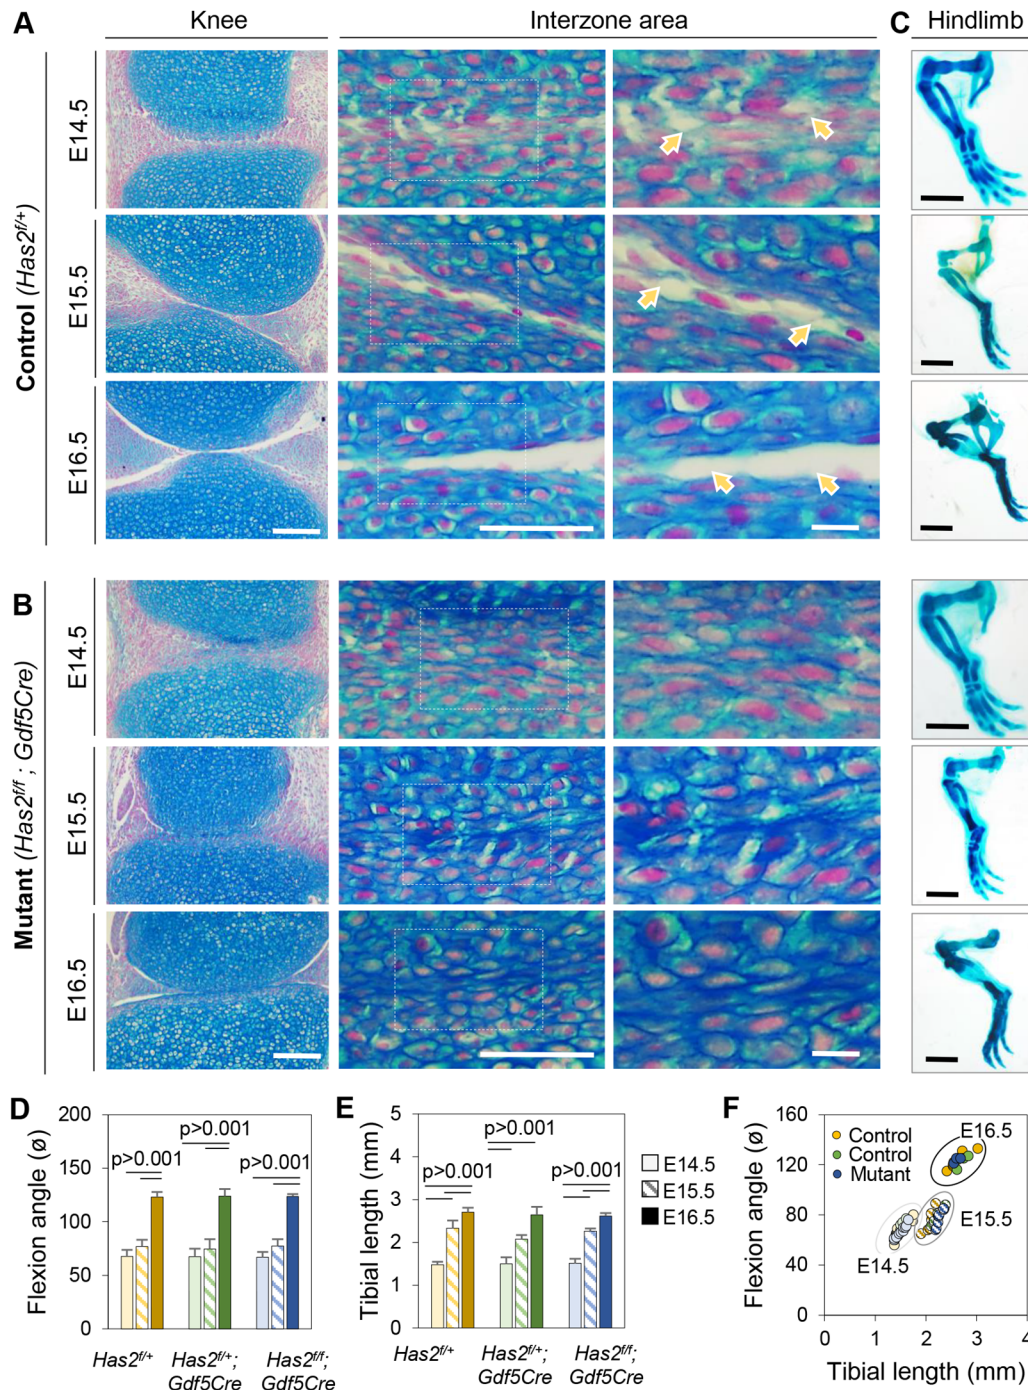 A
Knee
Interzone area
C
Hindlimb
Control (Has2f/+)
E14.5
E15.5
E16.5
B
Mutant (Has2f/f; Gdf5Cre)
E14.5
E15.5
E16.5
D
Flexion angle (ø)
200
150
100
50
0
p>0.001
p>0.001
p>0.001
Has2f/+
Has2f/+;
Gdf5Cre
Has2f/f;
Gdf5Cre
E
Tibial length (mm)
5
4
3
2
1
0
p>0.001
p>0.001
p>0.001
Has2f/+
Has2f/+;
Gdf5Cre
Has2f/f;
Gdf5Cre
E14.5
E15.5
E16.5
F
Flexion angle (ø)
160
120
80
40
0
Control
Control
Mutant
E16.5
E15.5
E14.5
0 1 2 3 4
Tibial length (mm)